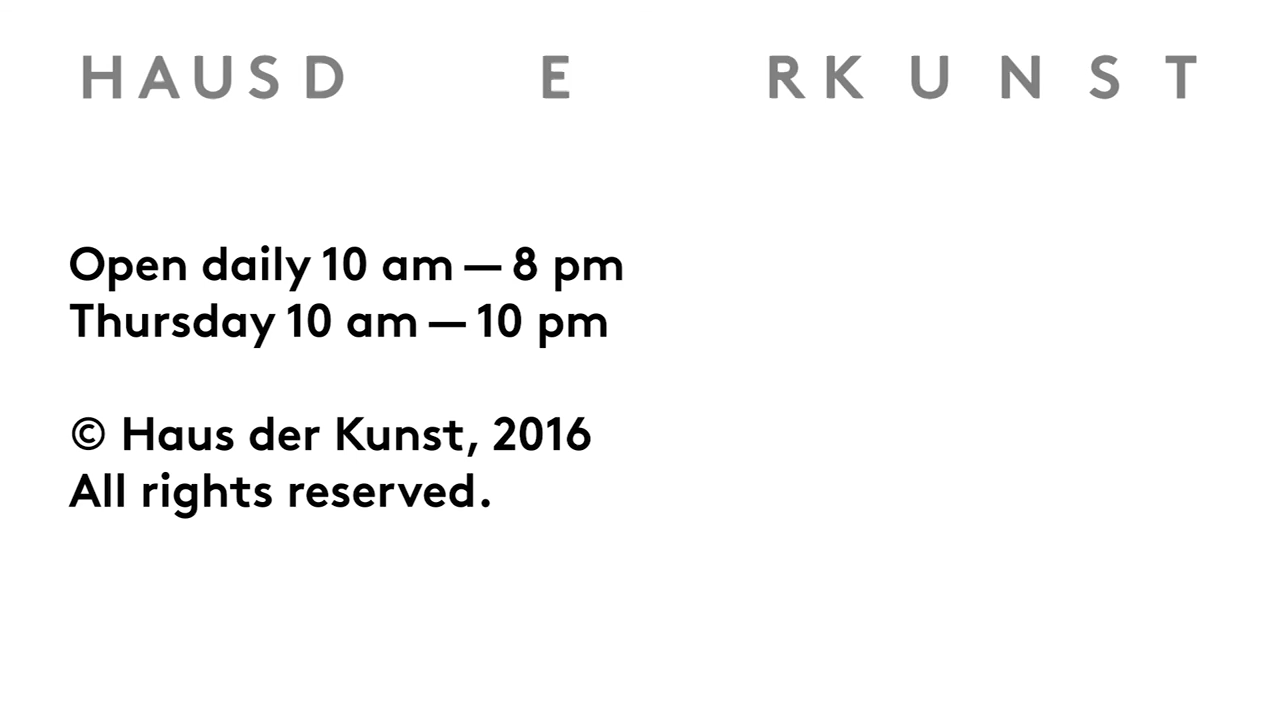 HAUSD E RK U N S T
Open daily 10 am — 8 pm
Thursday 10 am — 10 pm
© Haus der Kunst, 2016
All rights reserved.